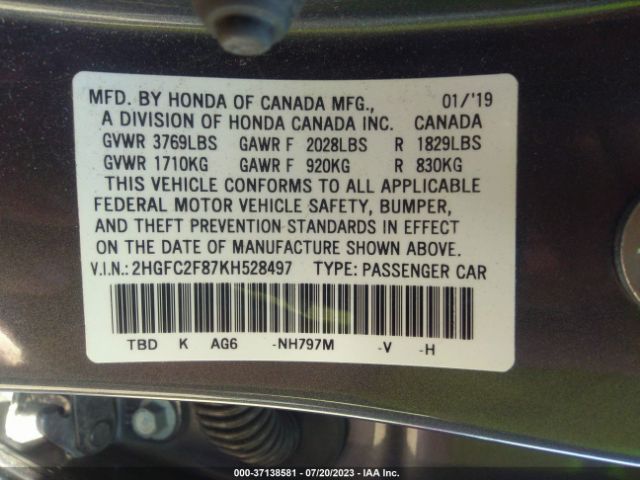 MFD. BY HONDA OF CANADA MFG., 01/'19
A DIVISION OF HONDA CANADA INC. CANADA
GVWR 3769LBS GAWR F 2028LBS R 1829LBS
GVWR 1710KG GAWR F 920KG R 830KG
THIS VEHICLE CONFORMS TO ALL APPLICABLE
FEDERAL MOTOR VEHICLE SAFETY, BUMPER,
AND THEFT PREVENTION STANDARDS IN EFFECT
ON THE DATE OF MANUFACTURE SHOWN ABOVE.
V.I.N.: 2HGFC2F87KH528497 TYPE: PASSENGER CAR
TBD K AG6 -NH797M -V -H
000-37138581 / 07/20/2023 - IAA Inc.